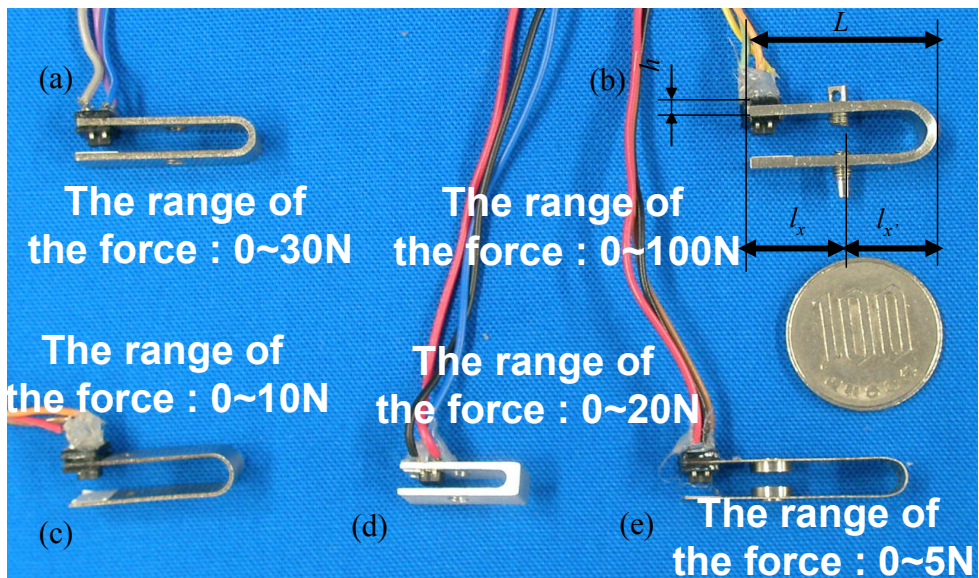 (a)
The range of
the force : 0~30N
The range of
the force : 0~100N
(b)
L
h
lx
lx'
100
The range of
the force : 0~10N
(c)
The range of
the force : 0~20N
(d)
(e)
The range of
the force : 0~5N